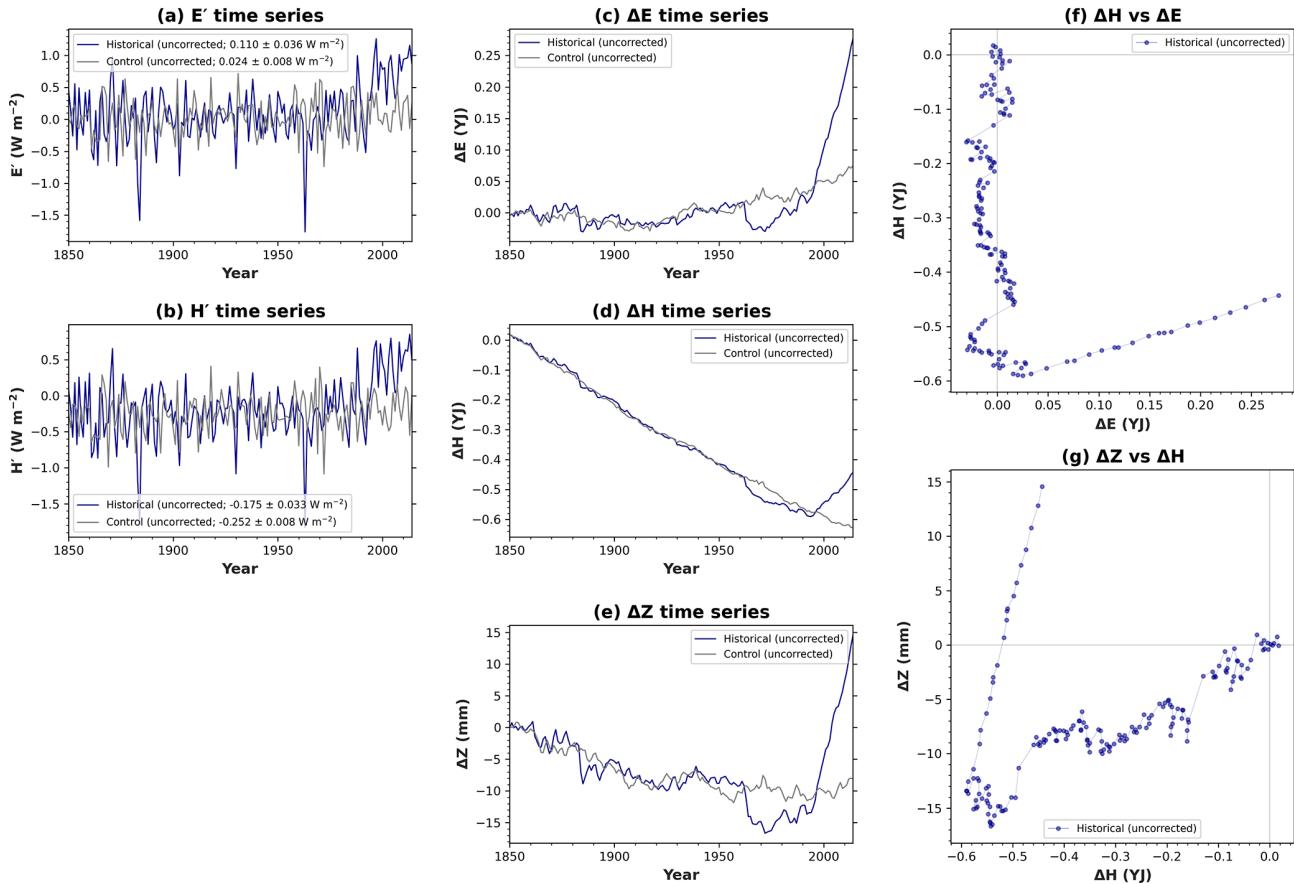 (a) E′ time series
Historical (uncorrected; 0.110 ± 0.036 W m−2)
Control (uncorrected; 0.024 ± 0.008 W m−2)
E′ (W m−2)
1.0
0.5
0.0
−0.5
−1.0
−1.5
1850
1900
1950
2000
Year
(b) H′ time series
H′ (W m−2)
0.5
0.0
−0.5
−1.0
−1.5
Historical (uncorrected; -0.175 ± 0.033 W m−2)
Control (uncorrected; -0.252 ± 0.008 W m−2)
1850
1900
1950
2000
Year
(c) ΔE time series
Historical (uncorrected)
Control (uncorrected)
ΔE (YJ)
0.25
0.20
0.15
0.10
0.05
0.00
1850
1900
1950
2000
Year
(d) ΔH time series
Historical (uncorrected)
Control (uncorrected)
ΔH (YJ)
0.0
−0.1
−0.2
−0.3
−0.4
−0.5
−0.6
1850
1900
1950
2000
Year
(e) ΔZ time series
Historical (uncorrected)
Control (uncorrected)
ΔZ (mm)
15
10
5
0
−5
−10
−15
1850
1900
1950
2000
Year
(f) ΔH vs ΔE
Historical (uncorrected)
ΔH (YJ)
0.0
−0.1
−0.2
−0.3
−0.4
−0.5
−0.6
0.00
0.05
0.10
0.15
0.20
0.25
ΔE (YJ)
(g) ΔZ vs ΔH
ΔZ (mm)
15
10
5
0
−5
−10
−15
Historical (uncorrected)
−0.6
−0.5
−0.4
−0.3
−0.2
−0.1
0.0
ΔH (YJ)